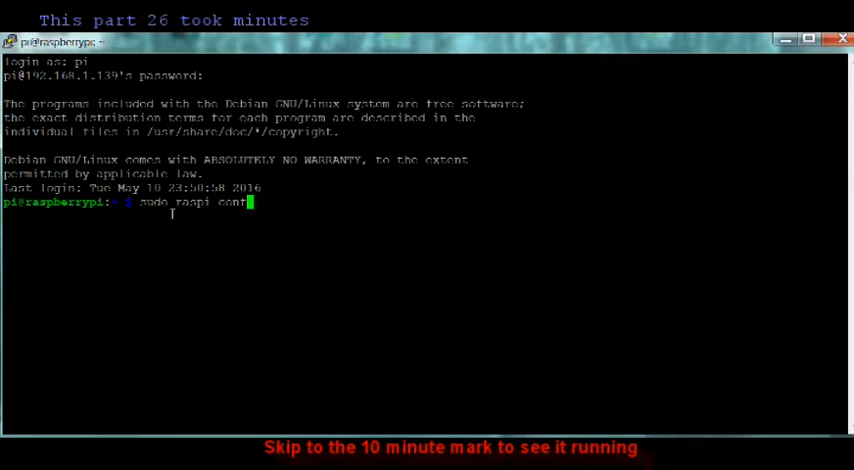 This part 26 took minutes
pi@raspberrypi: ~
login as: pi
pi@192.168.1.139's password:
The programs included with the Debian GNU/Linux system are free software;
the exact distribution terms for each program are described in the
individual files in /usr/share/doc/*/copyright.
Debian GNU/Linux comes with ABSOLUTELY NO WARRANTY, to the extent
permitted by applicable law.
Last login: Tue May 10 23:50:58 2016
pi@raspberrypi:~ $ sudo raspi conf
Skip to the 10 minute mark to see it running